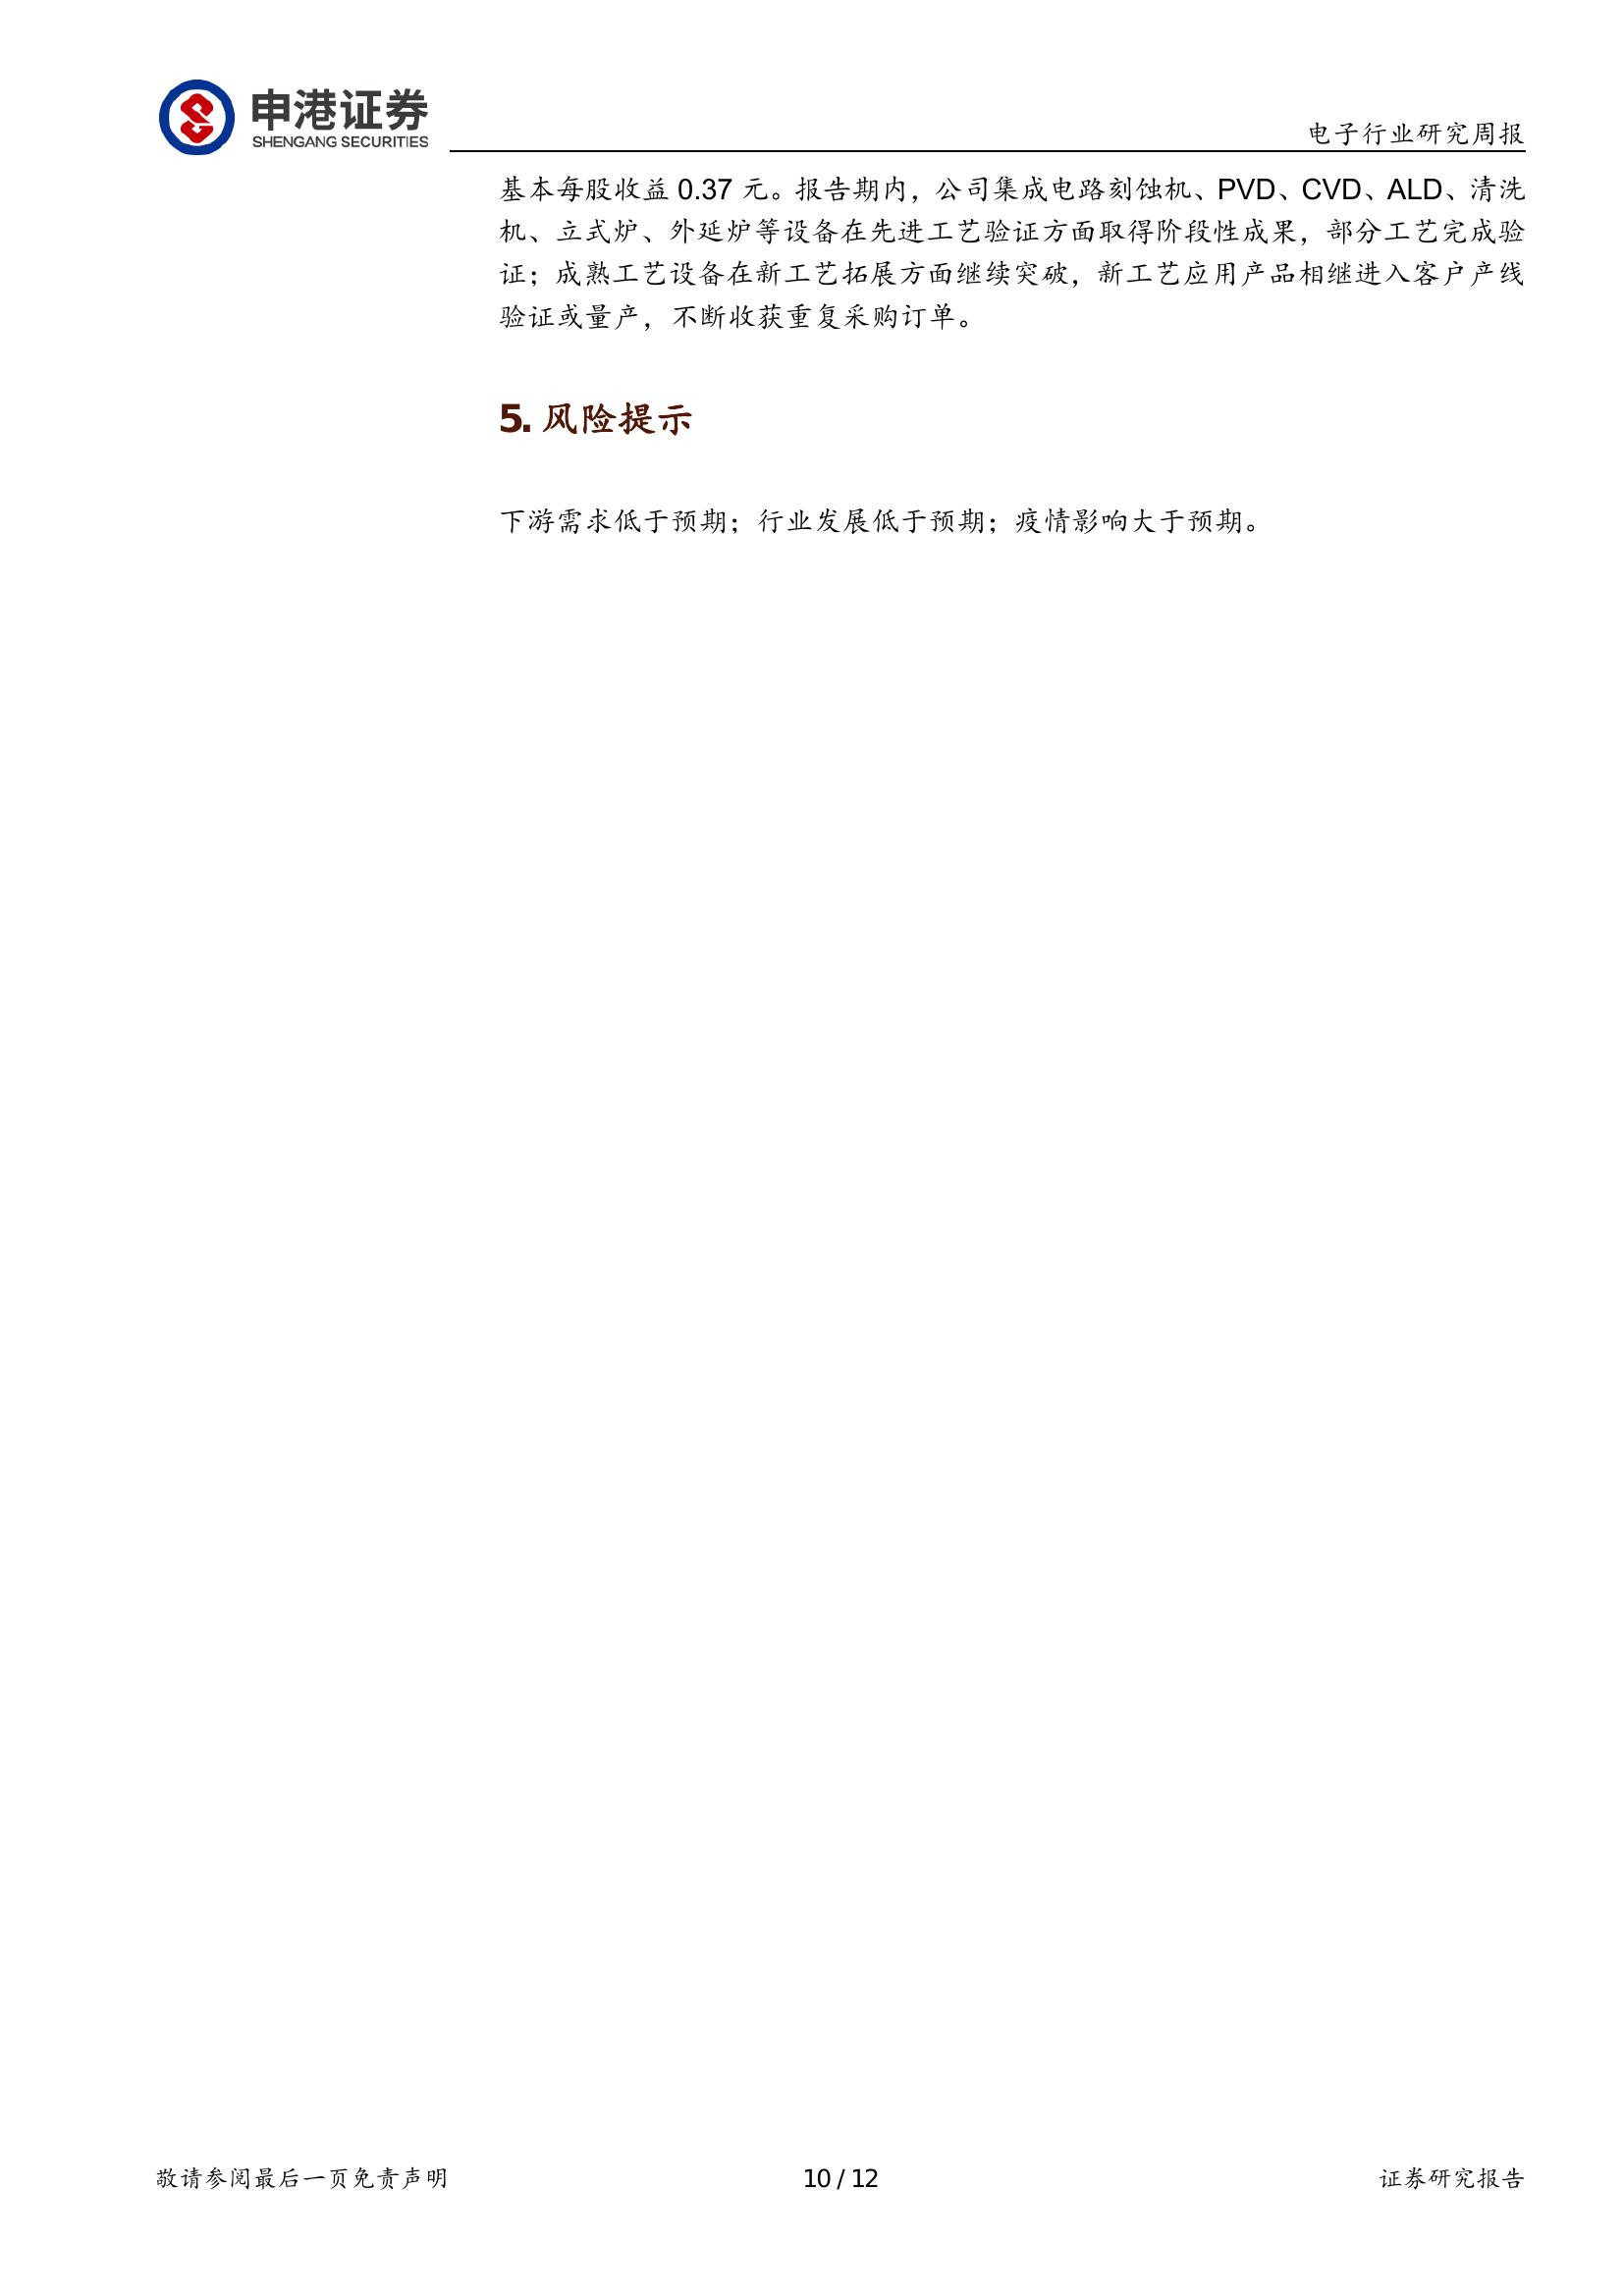 申港证券
SHENGANG SECURITIES
电子行业研究周报
基本每股收益 0.37 元。报告期内，公司集成电路刻蚀机、PVD、CVD、ALD、清洗
机、立式炉、外延炉等设备在先进工艺验证方面取得阶段性成果，部分工艺完成验
证；成熟工艺设备在新工艺拓展方面继续突破，新工艺应用产品相继进入客户产线
验证或量产，不断收获重复采购订单。
5. 风险提示
下游需求低于预期；行业发展低于预期；疫情影响大于预期。
敬请参阅最后一页免责声明
10 / 12
证券研究报告